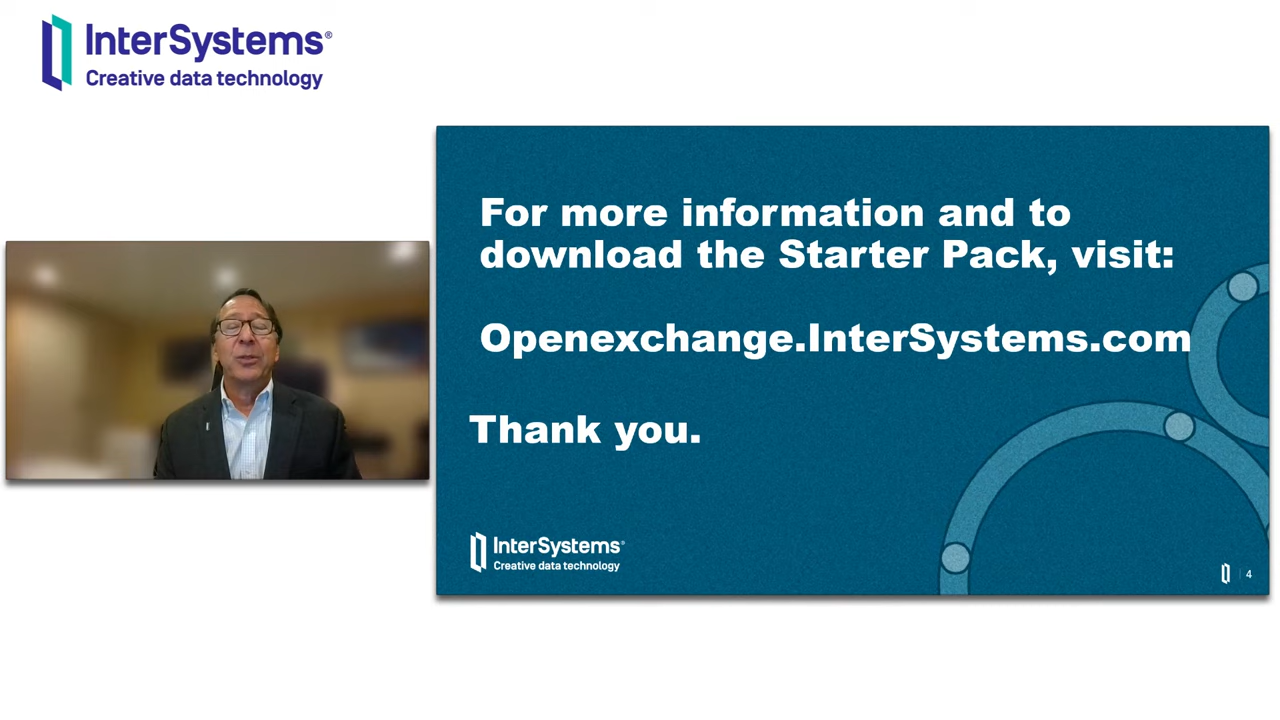 InterSystems®
Creative data technology
For more information and to
download the Starter Pack, visit:
Openexchange.InterSystems.com
Thank you.
InterSystems®
Creative data technology
4